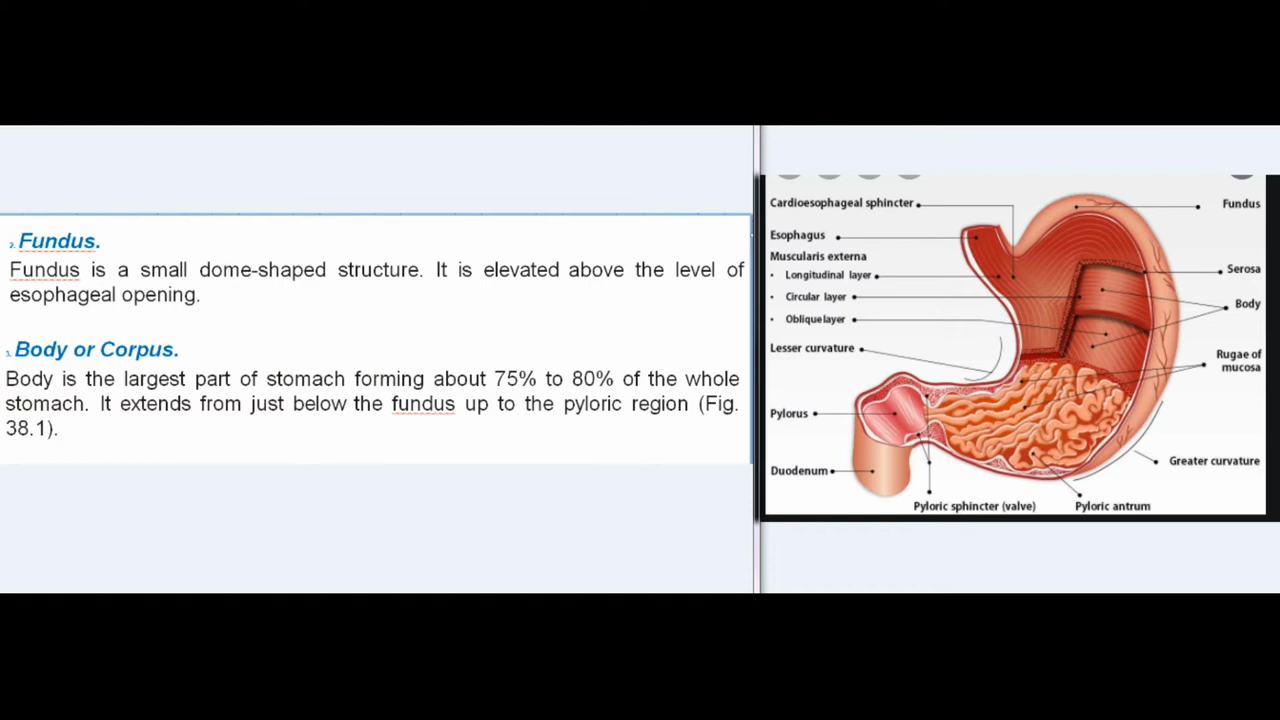 2. Fundus.
Fundus is a small dome-shaped structure. It is elevated above the level of
esophageal opening.
3. Body or Corpus.
Body is the largest part of stomach forming about 75% to 80% of the whole
stomach. It extends from just below the fundus up to the pyloric region (Fig.
38.1).
Cardioesophageal sphincter
Esophagus
Muscularis externa
• Longitudinal layer
• Circular layer
• Obliquelayer
Lesser curvature
Pylorus
Duodenum
Pyloric sphincter (valve)
Pyloric antrum
Fundus
Serosa
Body
Rugae of
mucosa
Greater curvature